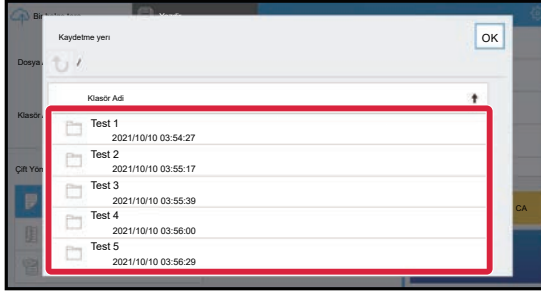 Kaydetme yeri
OK
/
Klasör Adi
Test 1
2021/10/10 03:54:27
Test 2
2021/10/10 03:55:17
Test 3
2021/10/10 03:55:39
Test 4
2021/10/10 03:56:00
Test 5
2021/10/10 03:56:29
Dosya
Klasör
Çift Yön
CA